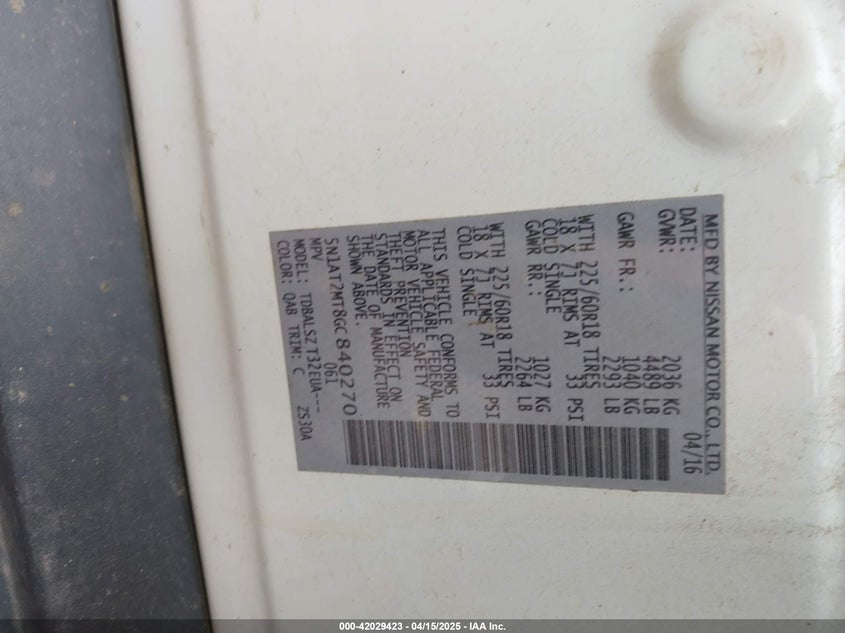 MFD BY NISSAN MOTOR CO., LTD.
DATE: 04/16
GVWR: 2036 KG
4489 LB
GAWR FR.: 1040 KG
2293 LB
WITH 225/60R18 TIRES
18 X 7J RIMS AT 33 PSI
COLD SINGLE
GAWR RR.: 1027 KG
2264 LB
WITH 225/60R18 TIRES
18 X 7J RIMS AT 33 PSI
COLD SINGLE
THIS VEHICLE CONFORMS TO
ALL APPLICABLE FEDERAL
MOTOR VEHICLE SAFETY AND
THEFT PREVENTION
STANDARDS IN EFFECT ON
THE DATE OF MANUFACTURE
SHOWN ABOVE.
5N1AT2MT8GC840270
MPV 061
MODEL: TDBALSZ T32EUA---
COLOR: QAB TRIM: C ZS30A
000-42029423 - 04/15/2025 - IAA Inc.